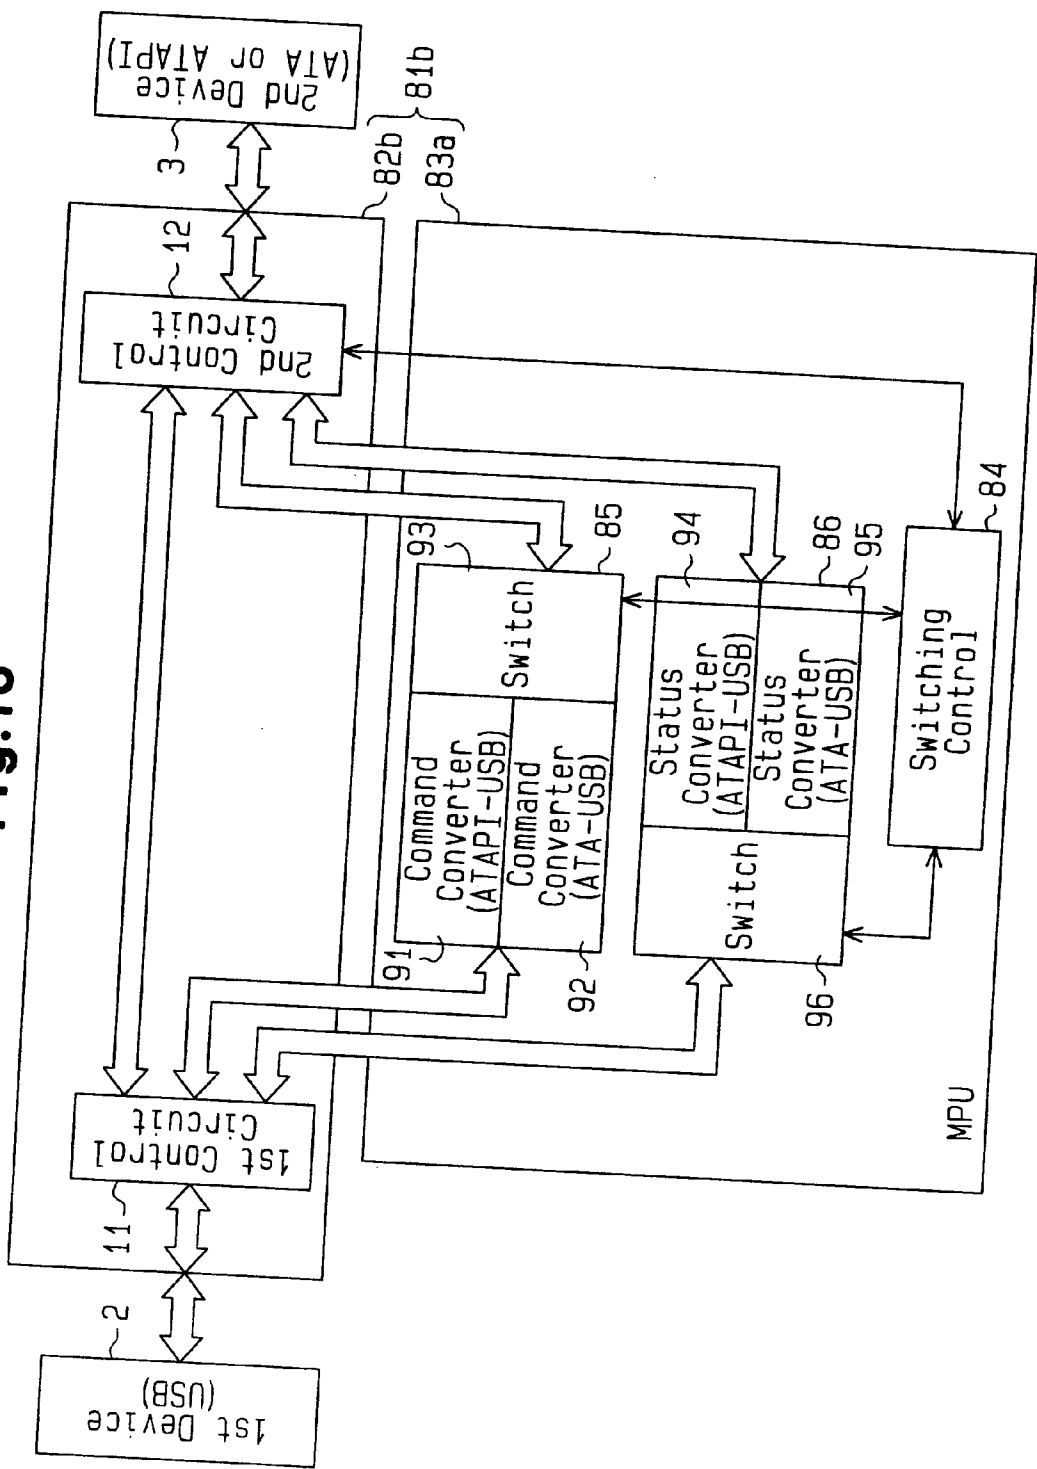 1st Device
(USB)
2
11
1st Control
Circuit
2nd Control
Circuit
12
3
2nd Device
(ATA or ATAPI)
82b
83a
81b
91
Command
Converter
(ATAPI-USB)
Command
Converter
(ATA-USB)
92
Switch
93
85
Switch
96
Status
Converter
(ATAPI-USB)
Status
Converter
(ATA-USB)
94
86
95
Switching
Control
84
MPU